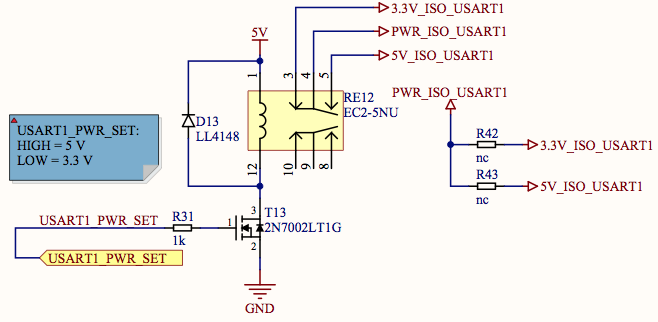 3.3V_ISO_USART1
PWR_ISO_USART1
5V_ISO_USART1
5V
1
3
4
5
PWR_ISO_USART1
RE12
EC2-5NU
D13
LL4148
USART1_PWR_SET:
HIGH = 5 V
LOW = 3.3 V
R42
nc
3.3V_ISO_USART1
R43
nc
5V_ISO_USART1
12
10
9
8
USART1_PWR_SET
R31
1k
T13
2N7002LT1G
3
1
2
USART1_PWR_SET
GND